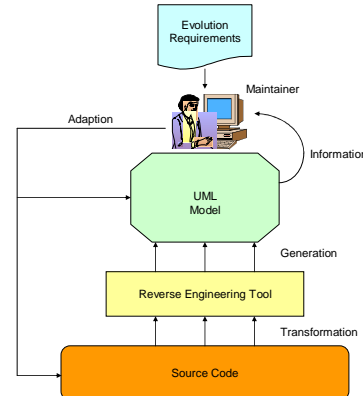 Evolution
Requirements
Maintainer
Adaption
Information
UML
Model
Generation
Reverse Engineering Tool
Transformation
Source Code